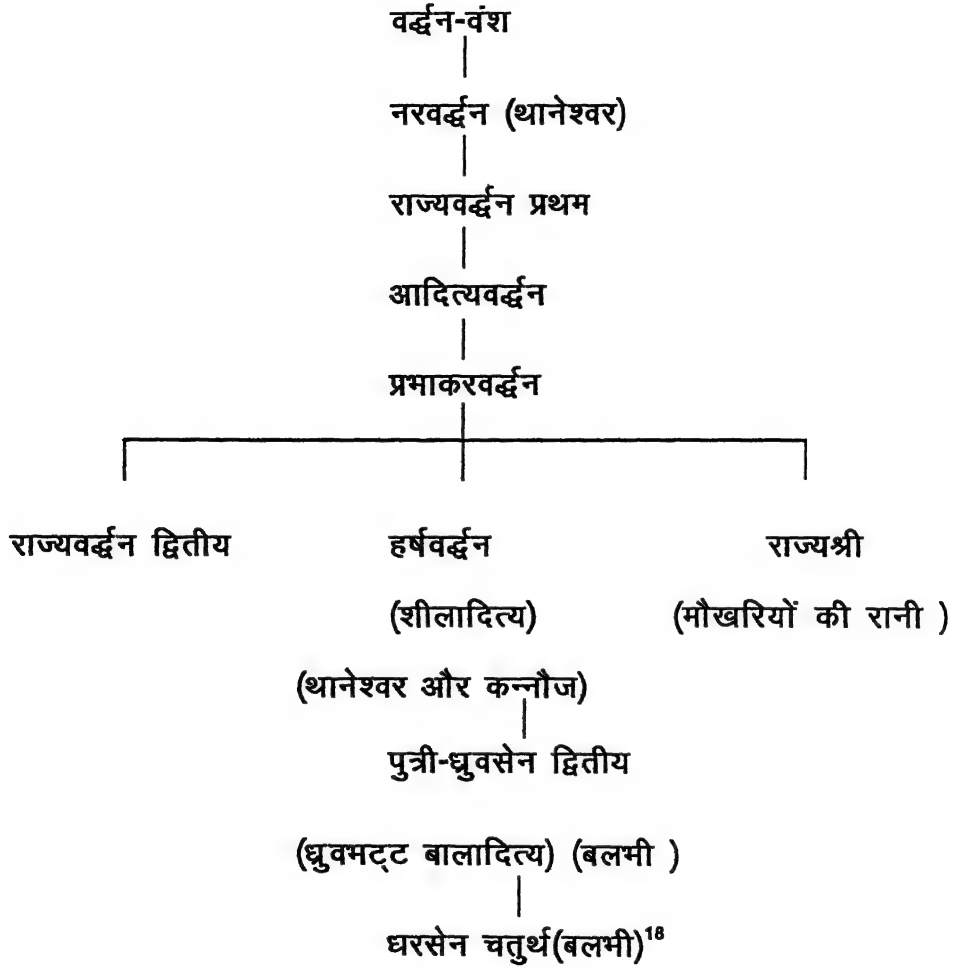 वर्द्धन-वंश
नरवर्द्धन (थानेश्वर)
राज्यवर्द्धन प्रथम
आदित्यवर्द्धन
प्रभाकरवर्द्धन
राज्यवर्द्धन द्वितीय हर्षवर्द्धन राज्यश्री
(शीलादित्य) (मौखरियों की रानी )
(थानेश्वर और कन्नौज)
पुत्री-ध्रुवसेन द्वितीय
(ध्रुवभट्ट बालादित्य) (बलभी )
धरसेन चतुर्थ(बलभी)¹⁸